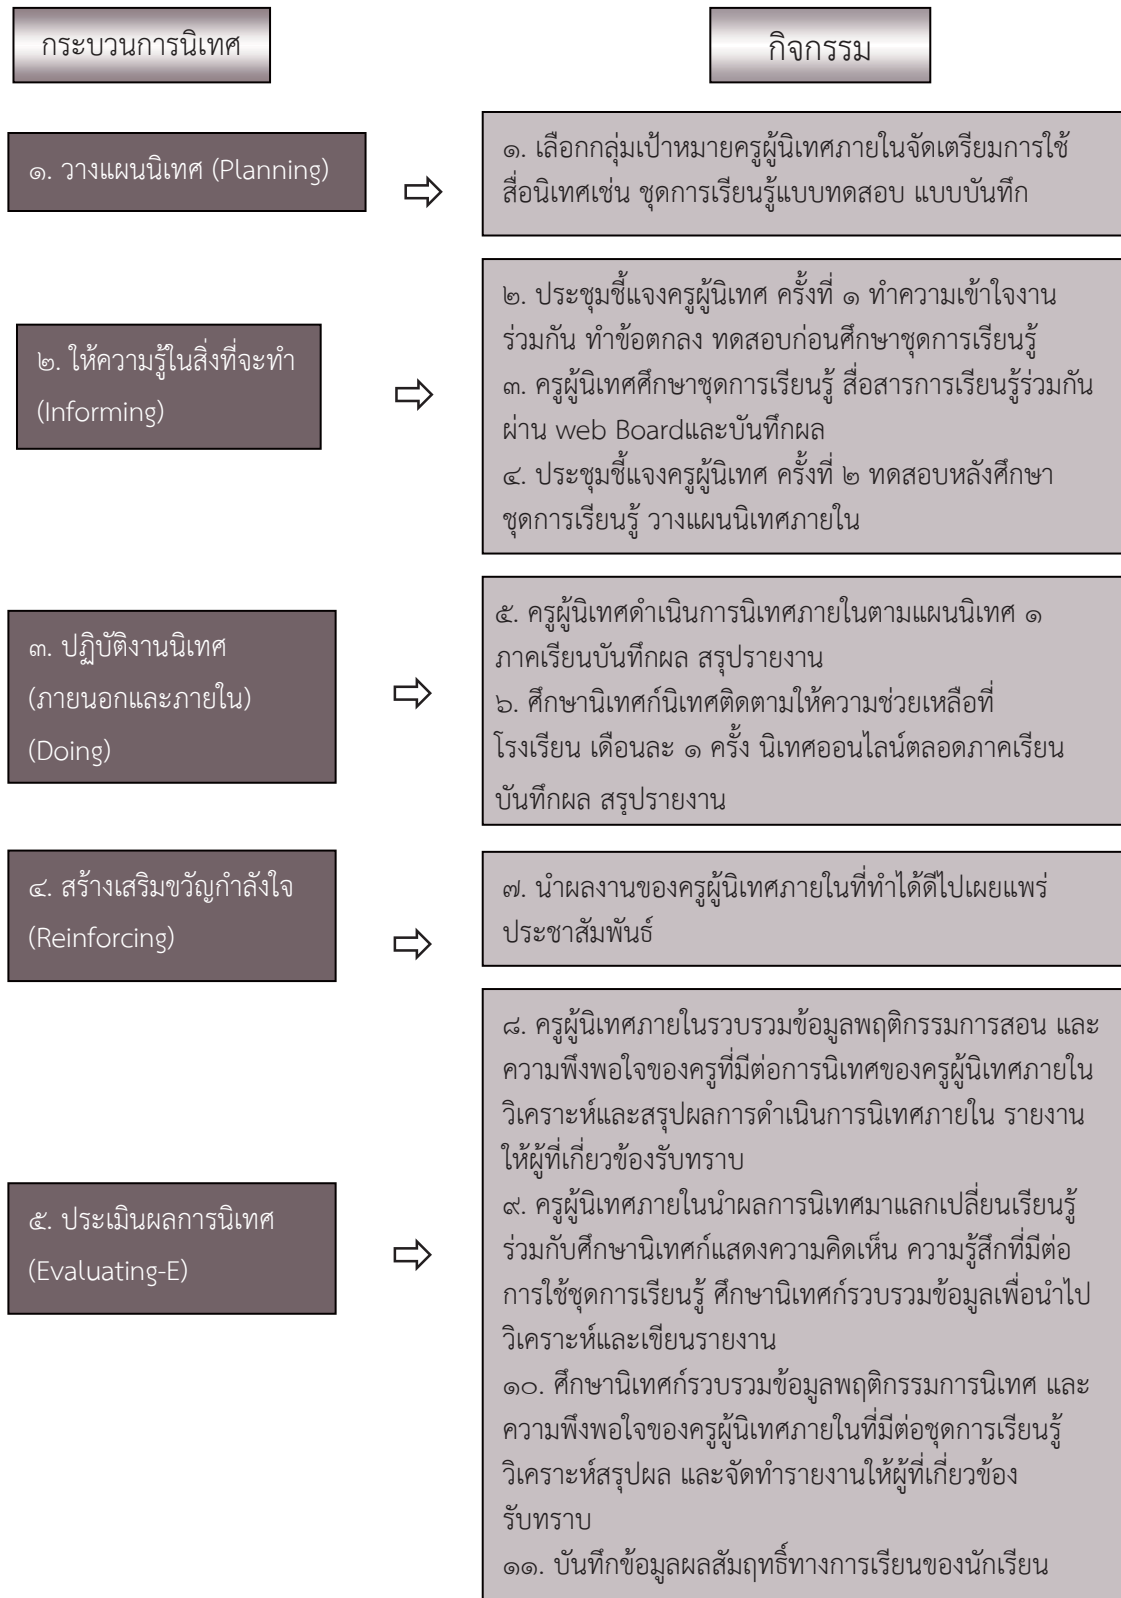 กระบวนการนิเทศ
กิจกรรม
๑. วางแผนนิเทศ (Planning)
๑. เลือกกลุ่มเป้าหมายครูผู้นิเทศภายในจัดเตรียมการใช้
สื่อนิเทศเช่น ชุดการเรียนรู้แบบทดสอบ แบบบันทึก
๒. ให้ความรู้ในสิ่งที่จะทำ
(Informing)
๒. ประชุมชี้แจงครูผู้นิเทศ ครั้งที่ ๑ ทำความเข้าใจงาน
ร่วมกัน ทำข้อตกลง ทดสอบก่อนศึกษาชุดการเรียนรู้
๓. ครูผู้นิเทศศึกษาชุดการเรียนรู้ สื่อสารการเรียนรู้ร่วมกัน
ผ่าน web Boardและบันทึกผล
๔. ประชุมชี้แจงครูผู้นิเทศ ครั้งที่ ๒ ทดสอบหลังศึกษา
ชุดการเรียนรู้ วางแผนนิเทศภายใน
๓. ปฏิบัติงานนิเทศ
(ภายนอกและภายใน)
(Doing)
๕. ครูผู้นิเทศดำเนินการนิเทศภายในตามแผนนิเทศ ๑
ภาคเรียนบันทึกผล สรุปรายงาน
๖. ศึกษานิเทศก์นิเทศติดตามให้ความช่วยเหลือที่
โรงเรียน เดือนละ ๑ ครั้ง นิเทศออนไลน์ตลอดภาคเรียน
บันทึกผล สรุปรายงาน
๔. สร้างเสริมขวัญกำลังใจ
(Reinforcing)
๗. นำผลงานของครูผู้นิเทศภายในที่ทำได้ดีไปเผยแพร่
ประชาสัมพันธ์
๕. ประเมินผลการนิเทศ
(Evaluating-E)
๘. ครูผู้นิเทศภายในรวบรวมข้อมูลพฤติกรรมการสอน และ
ความพึงพอใจของครูที่มีต่อการนิเทศของครูผู้นิเทศภายใน
วิเคราะห์และสรุปผลการดำเนินการนิเทศภายใน รายงาน
ให้ผู้ที่เกี่ยวข้องรับทราบ
๙. ครูผู้นิเทศภายในนำผลการนิเทศมาแลกเปลี่ยนเรียนรู้
ร่วมกับศึกษานิเทศก์แสดงความคิดเห็น ความรู้สึกที่มีต่อ
การใช้ชุดการเรียนรู้ ศึกษานิเทศก์รวบรวมข้อมูลเพื่อนำไป
วิเคราะห์และเขียนรายงาน
๑๐. ศึกษานิเทศก์รวบรวมข้อมูลพฤติกรรมการนิเทศ และ
ความพึงพอใจของครูผู้นิเทศภายในที่มีต่อชุดการเรียนรู้
วิเคราะห์สรุปผล และจัดทำรายงานให้ผู้ที่เกี่ยวข้อง
รับทราบ
๑๑. บันทึกข้อมูลผลสัมฤทธิ์ทางการเรียนของนักเรียน